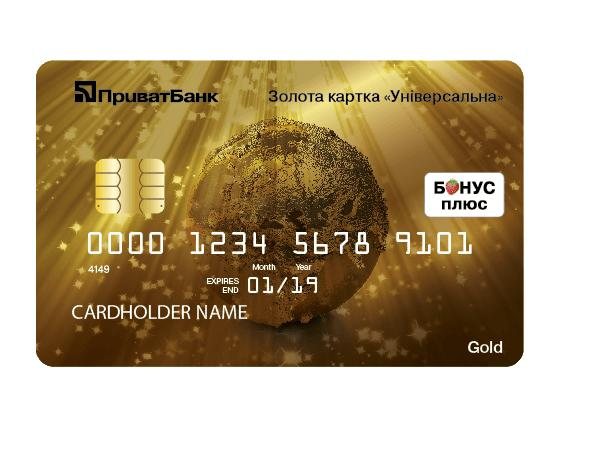 ПриватБанк
Золота картка «Універсальна»
БОНУС
ПЛЮС
0000 1234 5678 9101
4149
Month Year
EXPIRES
END
01/19
CARDHOLDER NAME
Gold